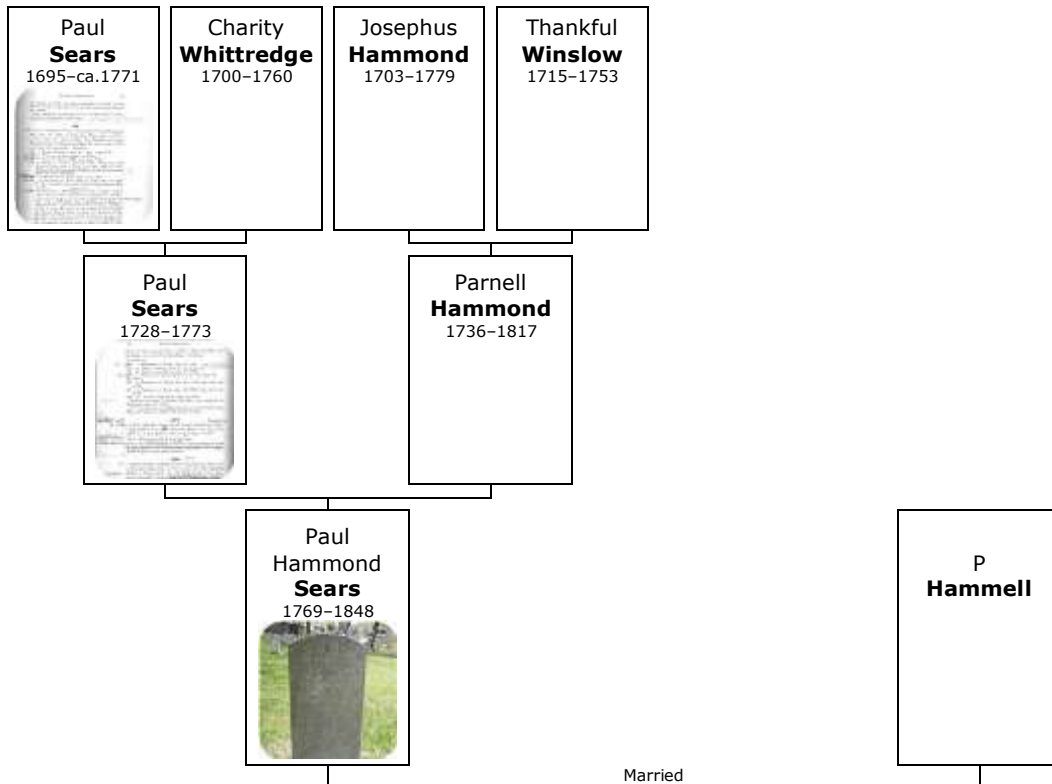 Paul
Sears
1695–ca.1771
Charity
Whittredge
1700–1760
Josephus
Hammond
1703–1779
Thankful
Winslow
1715–1753
Paul
Sears
1728–1773
Parnell
Hammond
1736–1817
Paul
Hammond
Sears
1769–1848
P
Hammell
Married